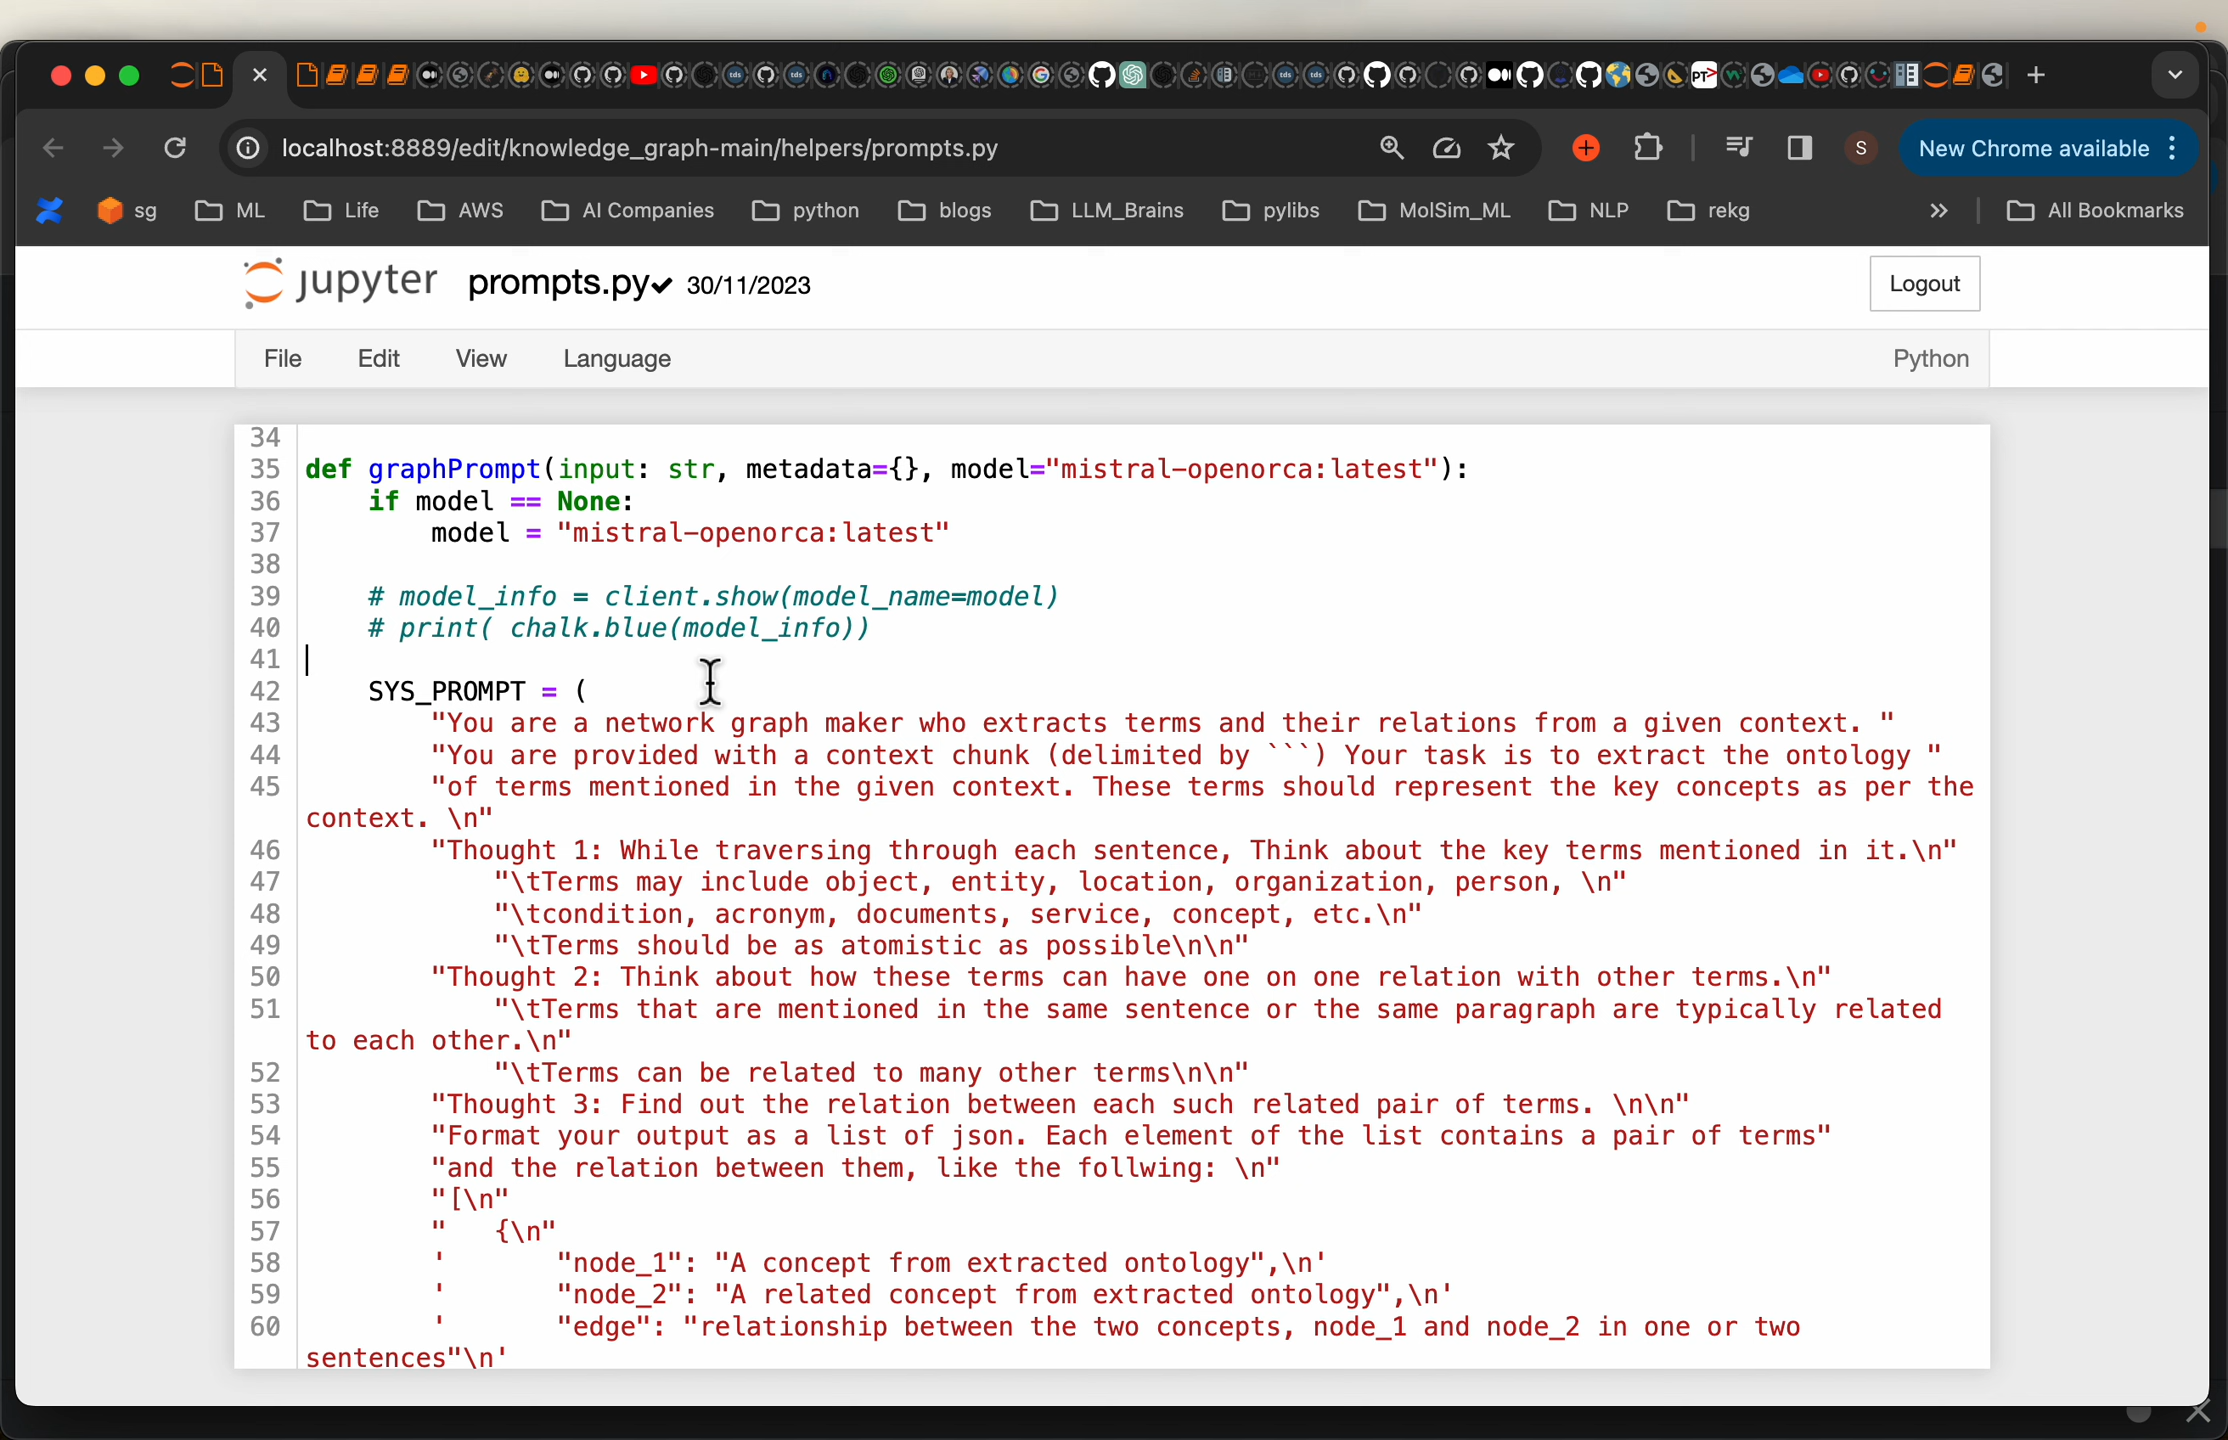 localhost:8889/edit/knowledge_graph-main/helpers/prompts.py
S
New Chrome available
sg
ML
Life
AWS
AI Companies
python
blogs
LLM_Brains
pylibs
MolSim_ML
NLP
rekg
»
All Bookmarks
jupyter prompts.py✔ 30/11/2023
Logout
File Edit View Language
Python
34
35 def graphPrompt(input: str, metadata={}, model="mistral-openorca:latest"):
36     if model == None:
37         model = "mistral-openorca:latest"
38
39     # model_info = client.show(model_name=model)
40     # print( chalk.blue(model_info))
41
42     SYS_PROMPT = (
43         "You are a network graph maker who extracts terms and their relations from a given context. "
44         "You are provided with a context chunk (delimited by ```) Your task is to extract the ontology "
45         "of terms mentioned in the given context. These terms should represent the key concepts as per the
context. \n"
46         "Thought 1: While traversing through each sentence, Think about the key terms mentioned in it.\n"
47             "\tTerms may include object, entity, location, organization, person, \n"
48             "\tcondition, acronym, documents, service, concept, etc.\n"
49             "\tTerms should be as atomistic as possible\n\n"
50         "Thought 2: Think about how these terms can have one on one relation with other terms.\n"
51             "\tTerms that are mentioned in the same sentence or the same paragraph are typically related
to each other.\n"
52             "\tTerms can be related to many other terms\n\n"
53         "Thought 3: Find out the relation between each such related pair of terms. \n\n"
54         "Format your output as a list of json. Each element of the list contains a pair of terms"
55         "and the relation between them, like the follwing: \n"
56         "[\n"
57         "   {\n"
58         '       "node_1": "A concept from extracted ontology",\n'
59         '       "node_2": "A related concept from extracted ontology",\n'
60         '       "edge": "relationship between the two concepts, node_1 and node_2 in one or two
sentences"\n'